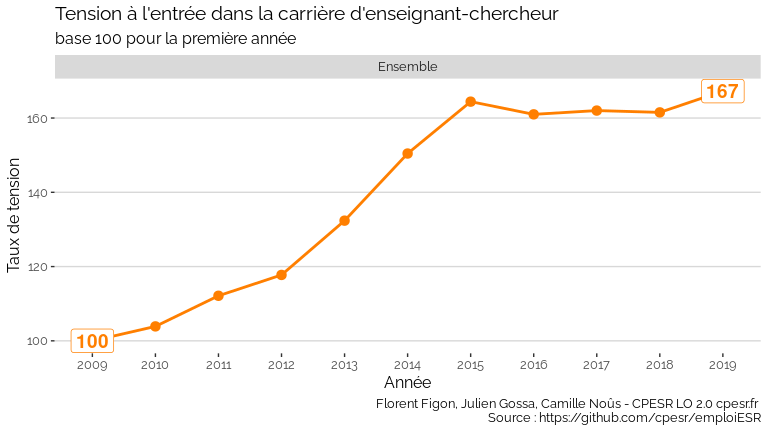 Tension à l'entrée dans la carrière d'enseignant-chercheur
base 100 pour la première année
Ensemble
167
160
140
120
100
100
Taux de tension
2009 2010 2011 2012 2013 2014 2015 2016 2017 2018 2019
Année
Florent Figon, Julien Gossa, Camille Noûs - CPESR LO 2.0 cpesr.fr
Source : https://github.com/cpesr/emploiESR